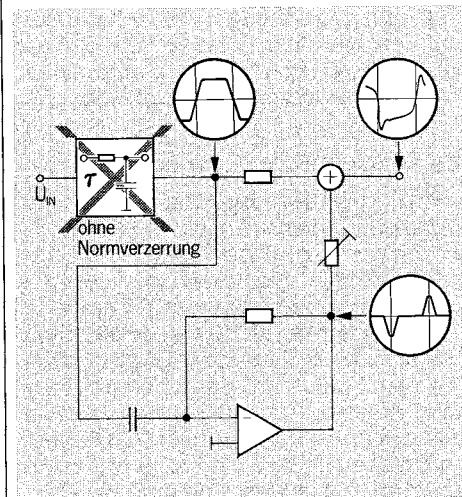 τ
U_IN
ohne
Normverzerrung
+
−